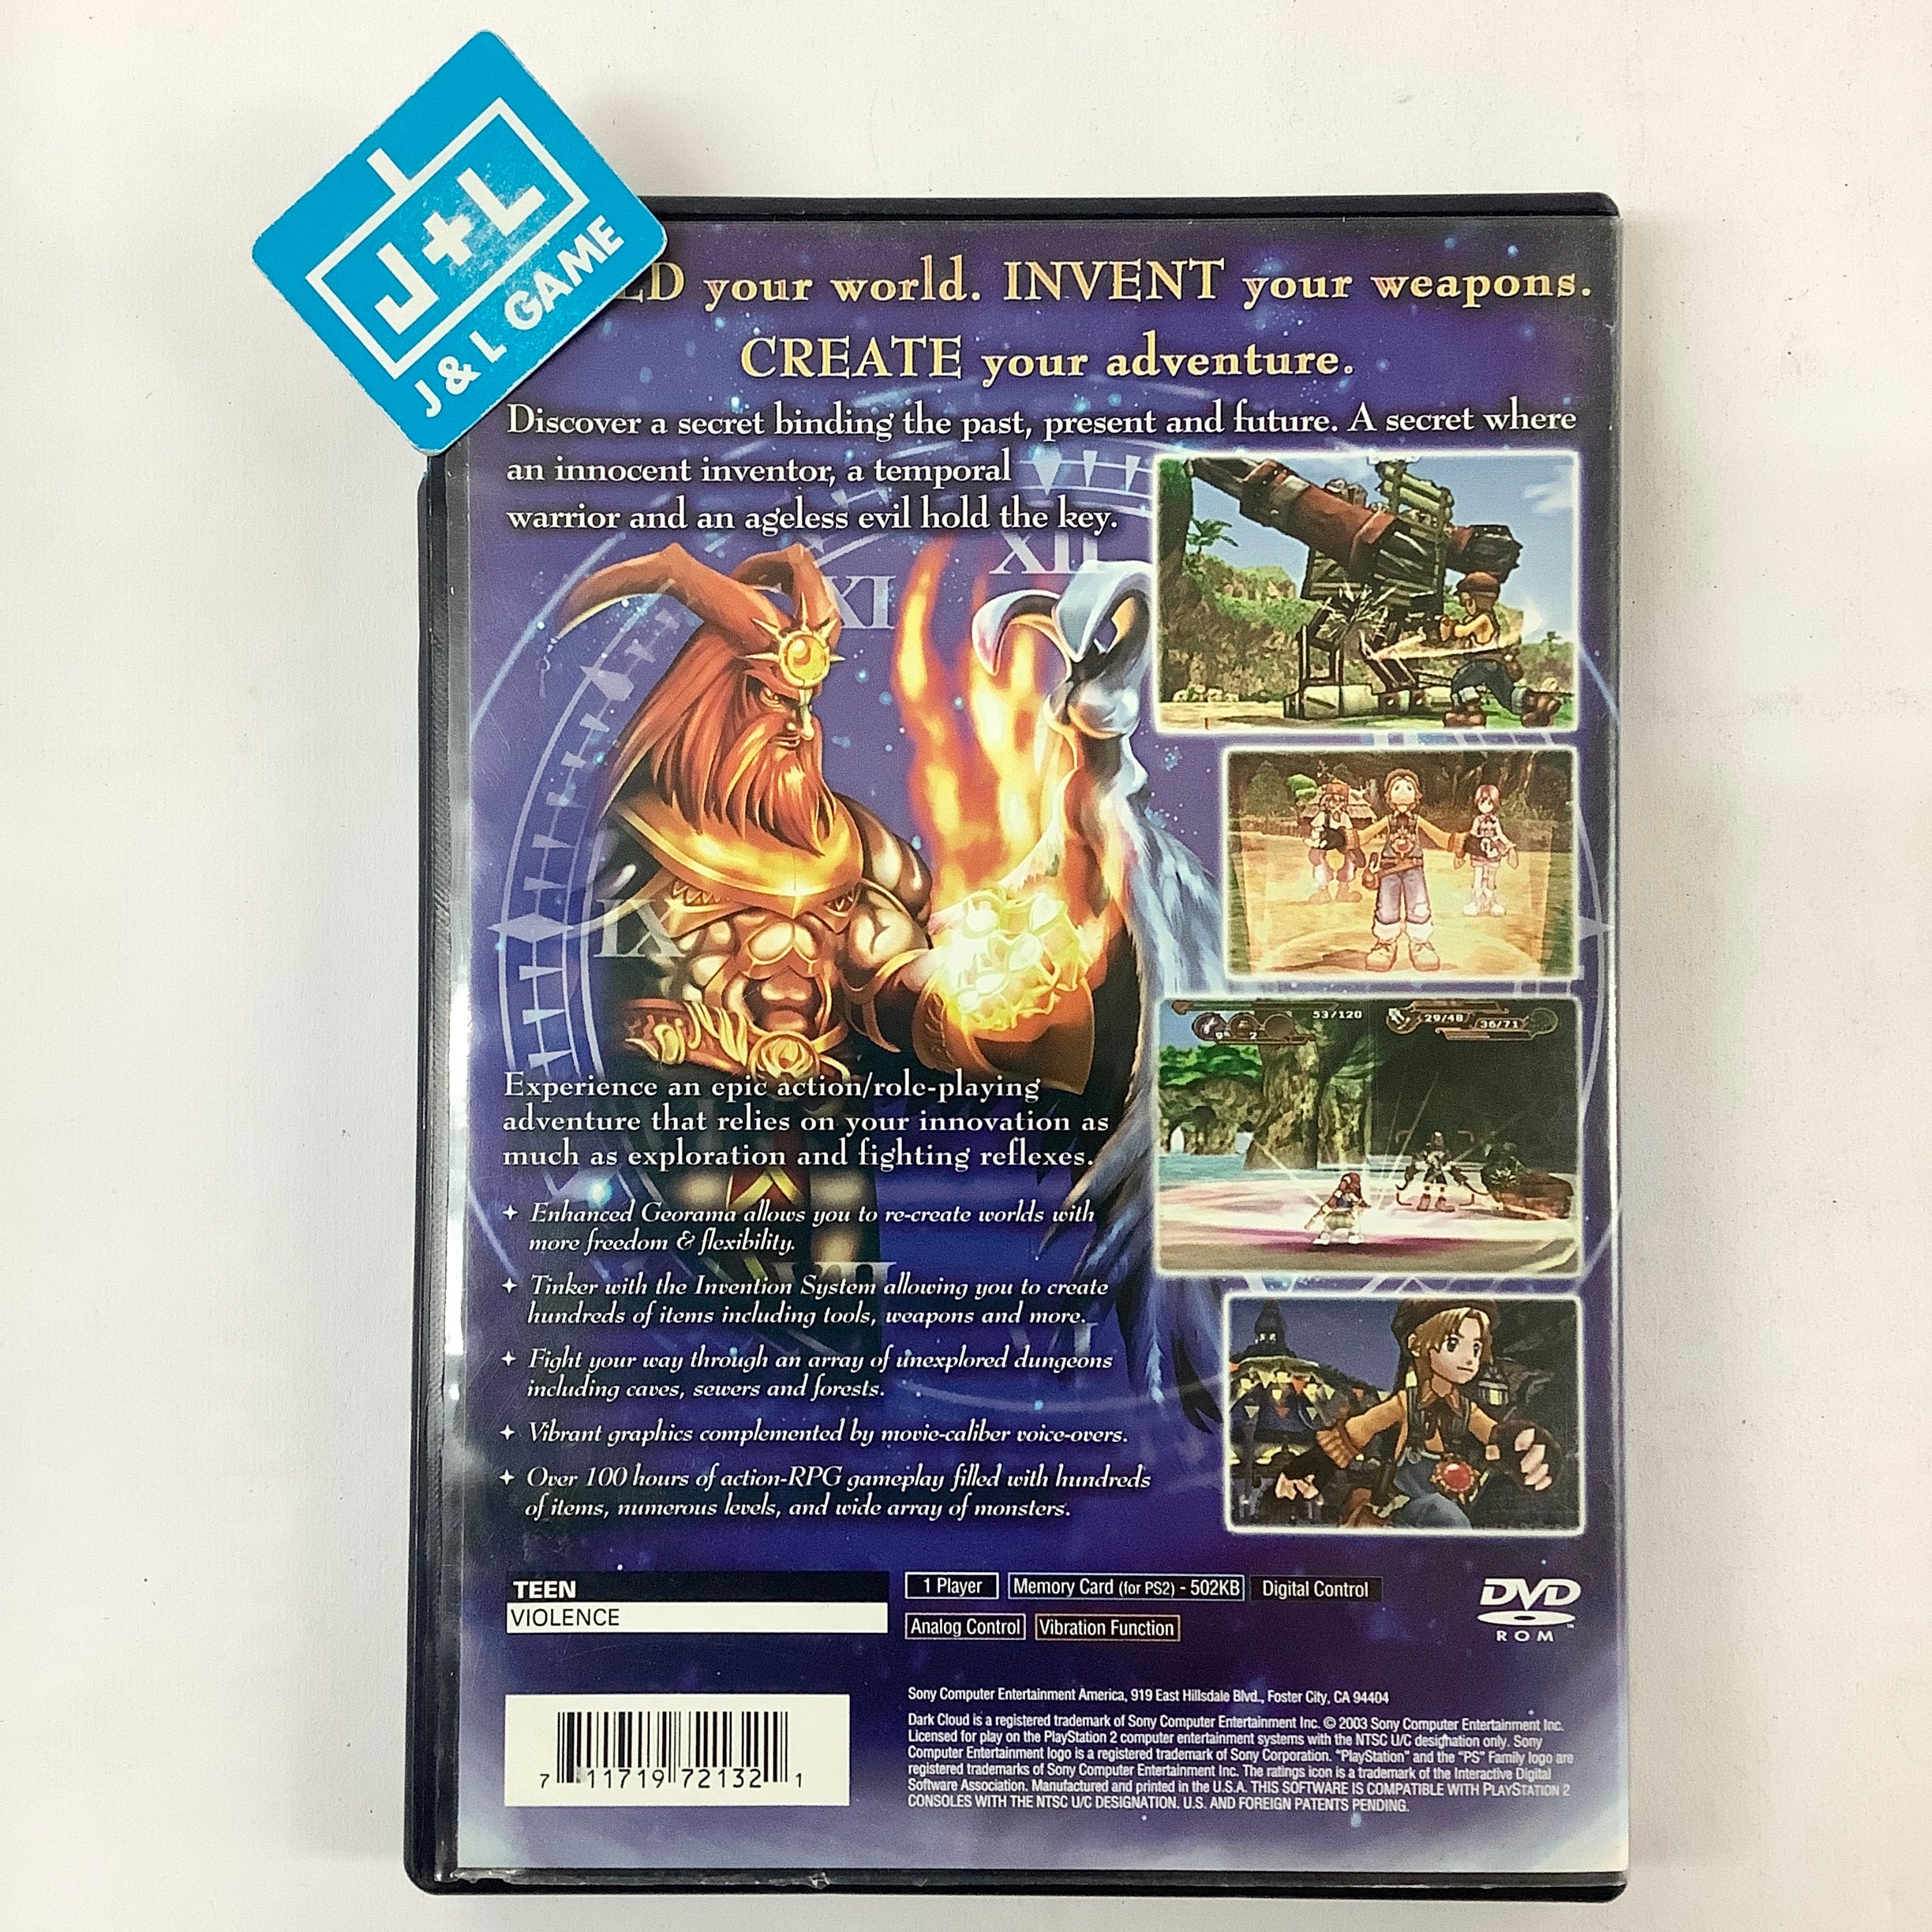 J+L
J & L GAME
LD your world. INVENT your weapons.
CREATE your adventure.
Discover a secret binding the past, present and future. A secret where
an innocent inventor, a temporal
warrior and an ageless evil hold the key.
XII
XI
IX
53/120
29/48
36/71
2
Experience an epic action/role-playing
adventure that relies on your innovation as
much as exploration and fighting reflexes.
Enhanced Georama allows you to re-create worlds with
more freedom & flexibility.
VII
Tinker with the Invention System allowing you to create
hundreds of items including tools, weapons and more.
Fight your way through an array of unexplored dungeons
including caves, sewers and forests.
Vibrant graphics complemented by movie-caliber voice-overs.
Over 100 hours of action-RPG gameplay filled with hundreds
of items, numerous levels, and wide array of monsters.
TEEN
VIOLENCE
1 Player Memory Card (for PS2) - 502KB Digital Control
Analog Control Vibration Function
DVD
ROM
7 11719 72132 1
Sony Computer Entertainment America, 919 East Hillsdale Blvd., Foster City, CA 94404
Dark Cloud is a registered trademark of Sony Computer Entertainment Inc. © 2003 Sony Computer Entertainment Inc.
Licensed for play on the PlayStation 2 computer entertainment systems with the NTSC U/C designation only. Sony
Computer Entertainment logo is a registered trademark of Sony Corporation. "PlayStation" and the "PS" Family logo are
registered trademarks of Sony Computer Entertainment Inc. The ratings icon is a trademark of the Interactive Digital
Software Association. Manufactured and printed in the U.S.A. THIS SOFTWARE IS COMPATIBLE WITH PLAYSTATION 2
CONSOLES WITH THE NTSC U/C DESIGNATION. U.S. AND FOREIGN PATENTS PENDING.